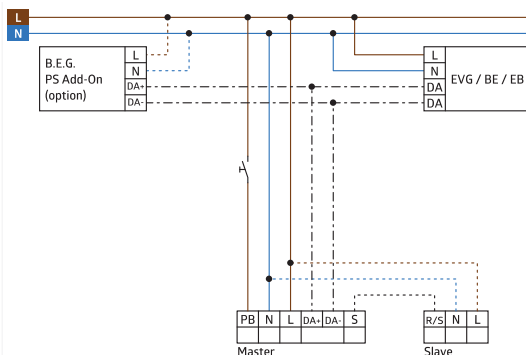 L
N
B.E.G.
PS Add-On
(option)
L
N
DA+
DA-
L
N
DA
DA
EVG / BE / EB
PB N L DA+ DA- S
R/S N L
Master
Slave